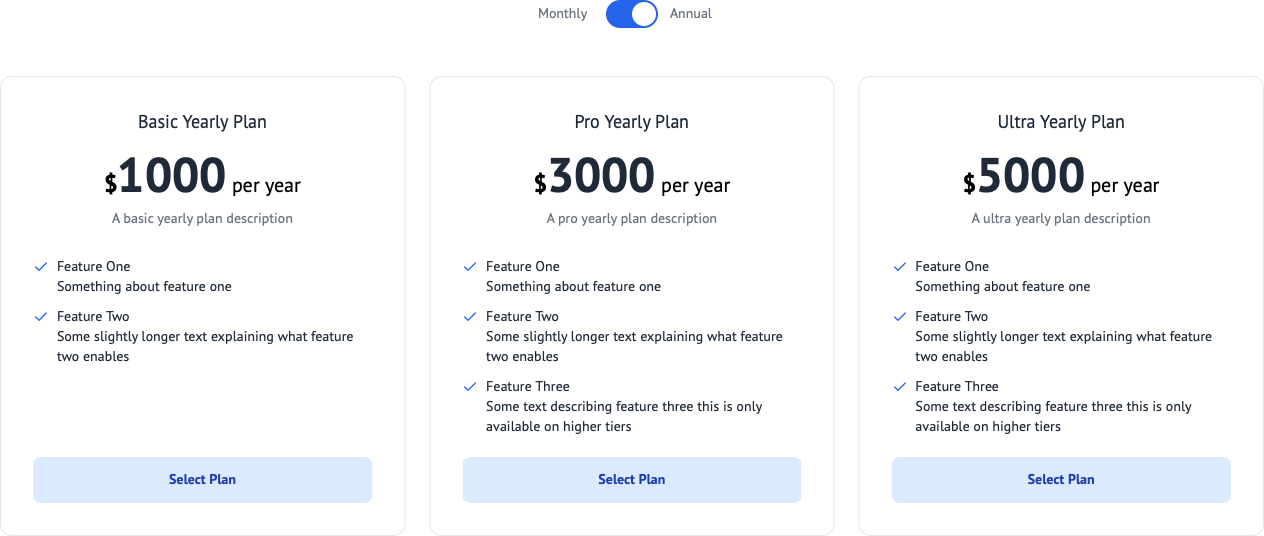 Monthly Annual
Basic Yearly Plan
$1000 per year
A basic yearly plan description
Feature One
Something about feature one
Feature Two
Some slightly longer text explaining what feature
two enables
Select Plan
Pro Yearly Plan
$3000 per year
A pro yearly plan description
Feature One
Something about feature one
Feature Two
Some slightly longer text explaining what feature
two enables
Feature Three
Some text describing feature three this is only
available on higher tiers
Select Plan
Ultra Yearly Plan
$5000 per year
A ultra yearly plan description
Feature One
Something about feature one
Feature Two
Some slightly longer text explaining what feature
two enables
Feature Three
Some text describing feature three this is only
available on higher tiers
Select Plan